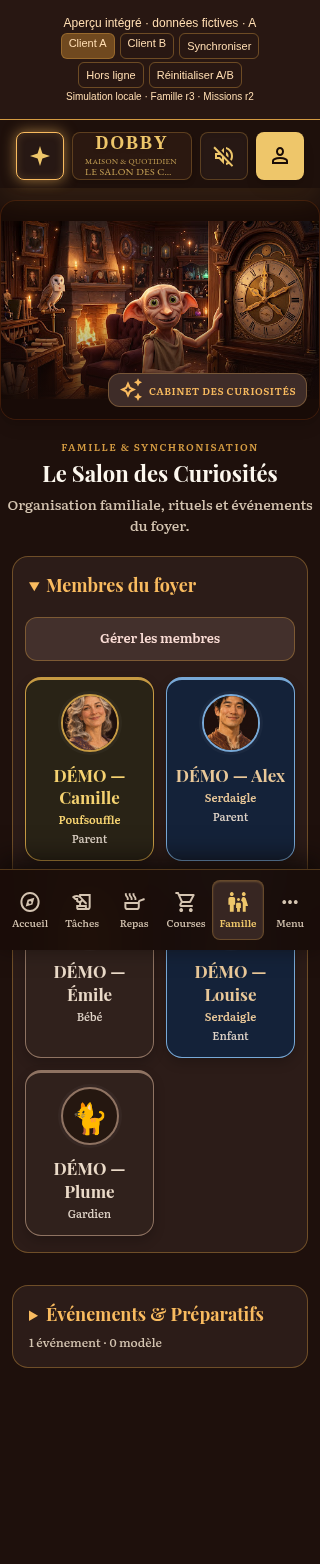 Aperçu intégré · données fictives · A
Client A
Client B
Synchroniser
Hors ligne
Réinitialiser A/B
Simulation locale · Famille r3 · Missions r2
DOBBY
MAISON & QUOTIDIEN
LE SALON DES C…
CABINET DES CURIOSITÉS
FAMILLE & SYNCHRONISATION
Le Salon des Curiosités
Organisation familiale, rituels et événements
du foyer.
▼ Membres du foyer
Gérer les membres
DÉMO —
Camille
Poufsouffle
Parent
DÉMO — Alex
Serdaigle
Parent
Accueil
Tâches
Repas
Courses
Famille
Menu
DÉMO —
Émile
Bébé
DÉMO —
Louise
Serdaigle
Enfant
DÉMO —
Plume
Gardien
▶ Événements & Préparatifs
1 événement · 0 modèle